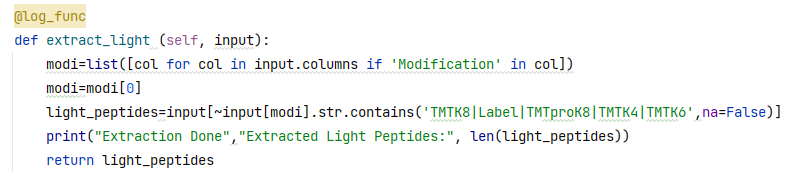 @log_func
def extract_light (self, input):
modi=list([col for col in input.columns if 'Modification' in col])
modi=modi[0]
light_peptides=input[~input[modi].str.contains('TMTK8|Label|TMTproK8|TMTK4|TMTK6',na=False)]
print("Extraction Done","Extracted Light Peptides:", len(light_peptides))
return light_peptides